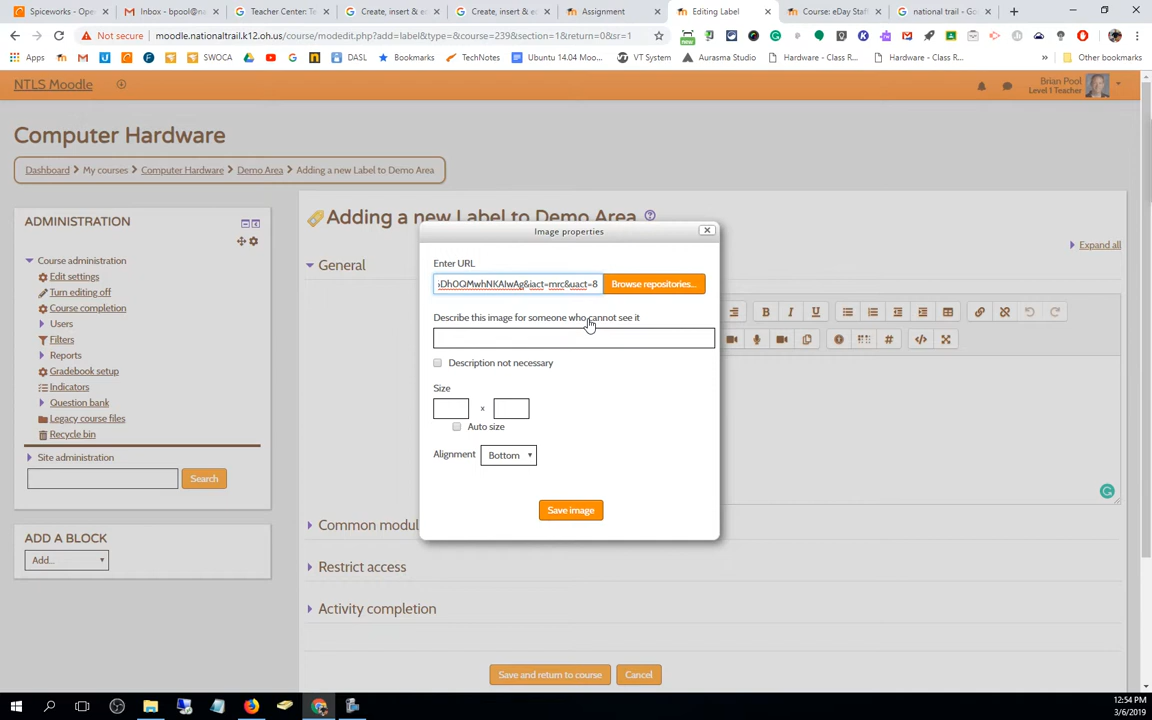 Spiceworks - Ope
Inbox - bpool@na
Teacher Center: Te
Create, insert & e
Create, insert & e
Assignment
Editing Label
Course: eDay Staff
national trail - Go
Not secure
moodle.nationaltrail.k12.oh.us/course/modedit.php?add=label&type=&course=239&section=1&return=0&sr=1
Apps
SWOCA
DASL
Bookmarks
TechNotes
Ubuntu 14.04 Moo...
VT System
Aurasma Studio
Hardware - Class R...
Hardware - Class R...
Other bookmarks
NTLS Moodle
Brian Pool
Level 1 Teacher
Computer Hardware
Dashboard
My courses
Computer Hardware
Demo Area
Adding a new Label to Demo Area
ADMINISTRATION
Course administration
Edit settings
Turn editing off
Course completion
Users
Filters
Reports
Gradebook setup
Indicators
Question bank
Legacy course files
Recycle bin
Site administration
Search
ADD A BLOCK
Add...
Adding a new Label to Demo Area
Expand all
General
Image properties
Enter URL
DhOQMwhNKAIwAg&iact=mrc&uact=8
Browse repositories...
Describe this image for someone who cannot see it
Description not necessary
Size
x
Auto size
Alignment
Bottom
Save image
Common modul
Restrict access
Activity completion
Save and return to course
Cancel
12:54 PM
3/6/2019